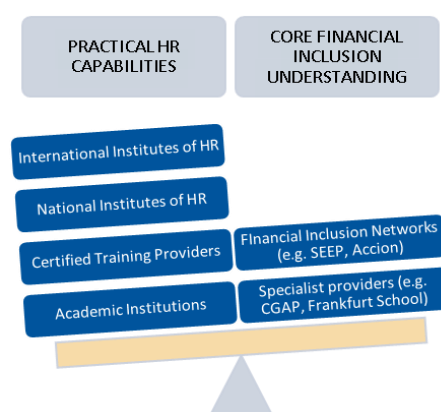 PRACTICAL HR
CAPABILITIES
CORE FINANCIAL
INCLUSION
UNDERSTANDING
International Institutes of HR
National Institutes of HR
Certified Training Providers
Academic Institutions
FInancial Inclusion Networks
(e.g. SEEP, Accion)
Specialist providers (e.g.
CGAP, Frankfurt School)